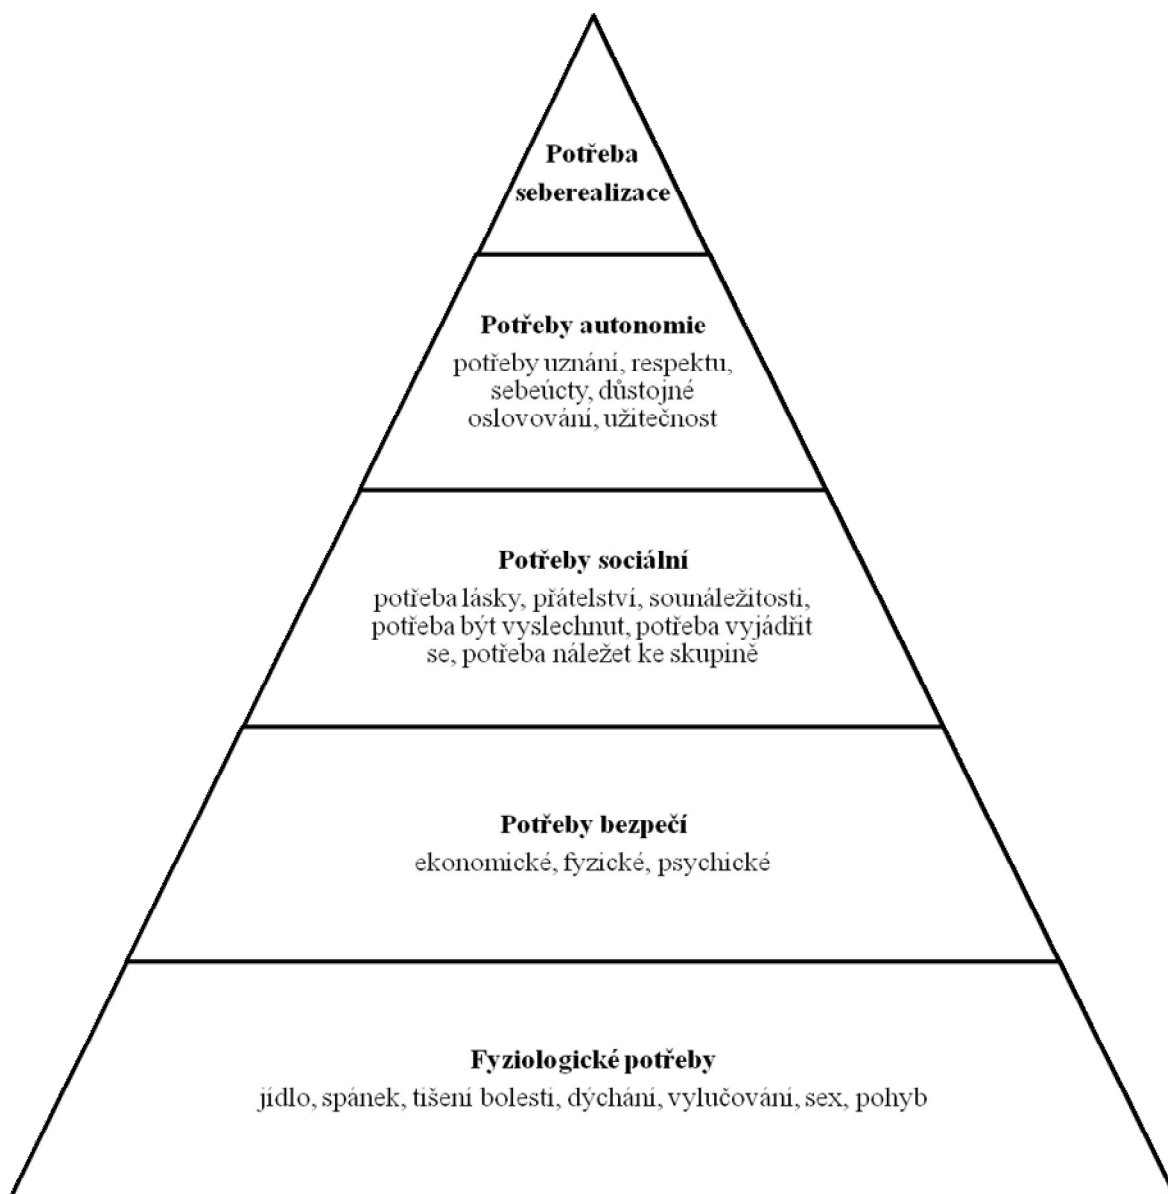 Potřeba
seberealizace
Potřeby autonomie
potřeby uznání, respektu,
sebeúcty, důstojné
oslovování, užitečnost
Potřeby sociální
potřeba lásky, přátelství, sounáležitosti,
potřeba být vyslechnut, potřeba vyjádřit
se, potřeba náležet ke skupině
Potřeby bezpečí
ekonomické, fyzické, psychické
Fyziologické potřeby
jídlo, spánek, tišení bolesti, dýchání, vylučování, sex, pohyb